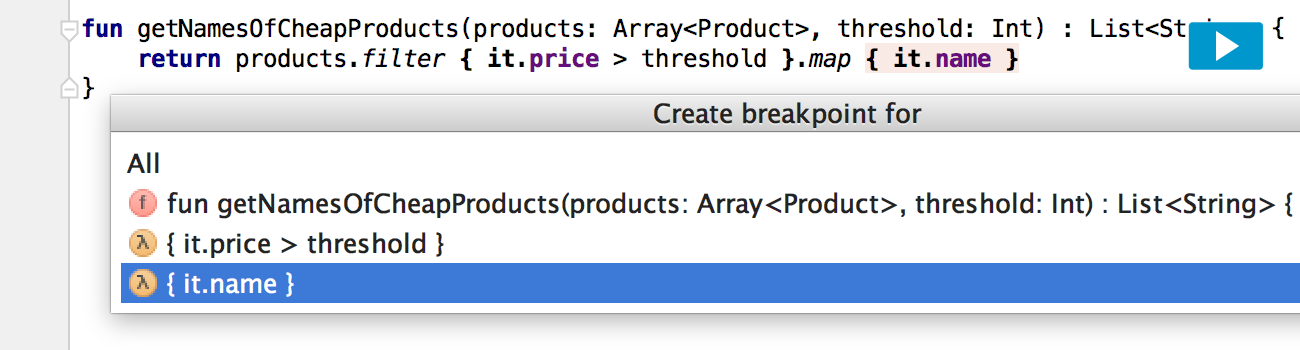 fun getNamesOfCheapProducts(products: Array<Product>, threshold: Int) : List<St {
return products.filter { it.price > threshold }.map { it.name }
}
Create breakpoint for
All
f fun getNamesOfCheapProducts(products: Array<Product>, threshold: Int) : List<String> {
λ { it.price > threshold }
λ { it.name }